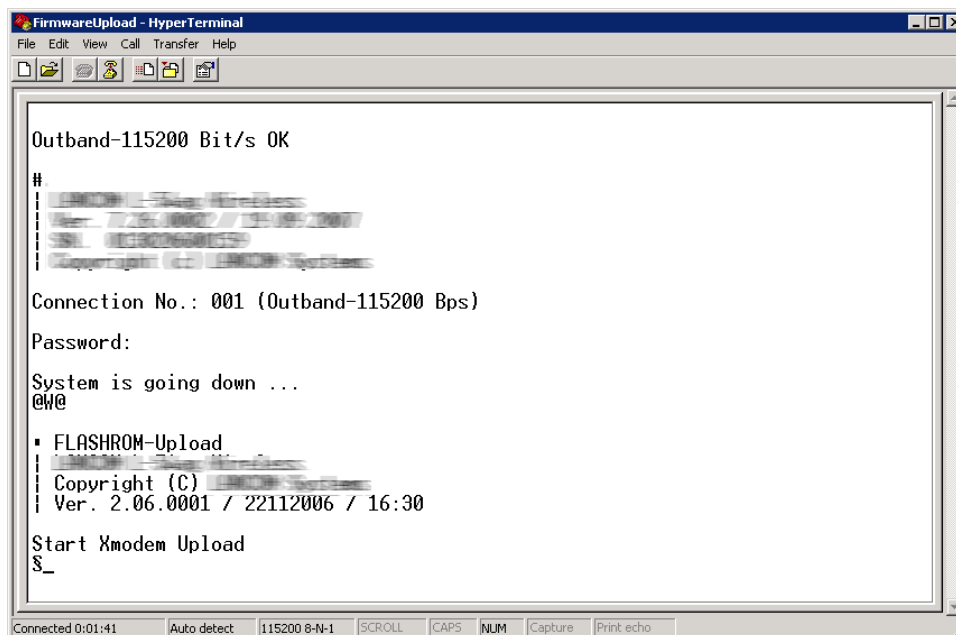 FirmwareUpload - HyperTerminal
File Edit View Call Transfer Help
Outband-115200 Bit/s OK
#
Connection No.: 001 (Outband-115200 Bps)
Password:
System is going down ...
@W@
FLASHROM-Upload
| Copyright (C)
| Ver. 2.06.0001 / 22112006 / 16:30
Start Xmodem Upload
§_
Connected 0:01:41 Auto detect 115200 8-N-1 SCROLL CAPS NUM Capture Print echo